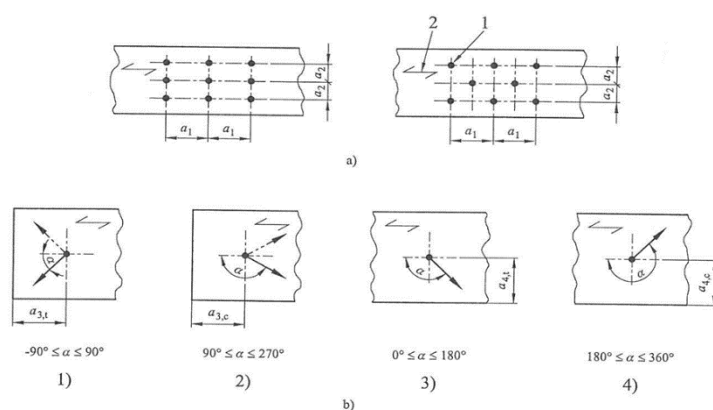 2 1
a₂
a₂
a₂
a₂
a₁ a₁
a₁ a₁
a)
α α α α
a₃,t
a₃,c
a₄,t
a₄,c
-90° ≤ α ≤ 90° 90° ≤ α ≤ 270° 0° ≤ α ≤ 180° 180° ≤ α ≤ 360°
1) 2) 3) 4)
b)